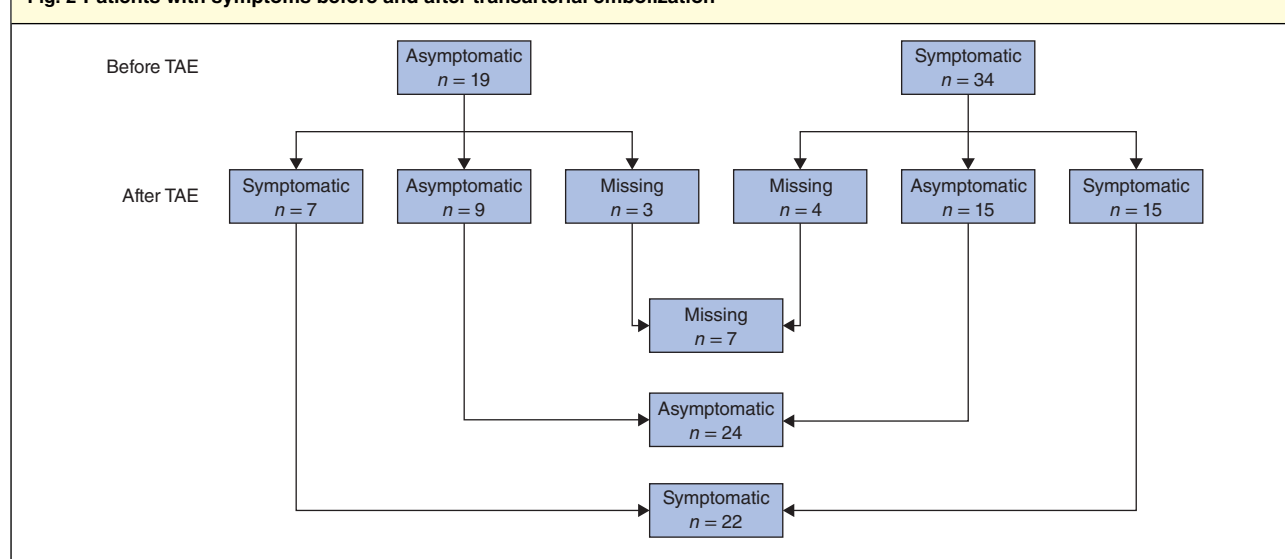 Fig. 2 Patients with symptoms before and after transarterial embolization
Before TAE
Asymptomatic
n = 19
Symptomatic
n = 34
After TAE
Symptomatic
n = 7
Asymptomatic
n = 9
Missing
n = 3
Missing
n = 4
Asymptomatic
n = 15
Symptomatic
n = 15
Missing
n = 7
Asymptomatic
n = 24
Symptomatic
n = 22